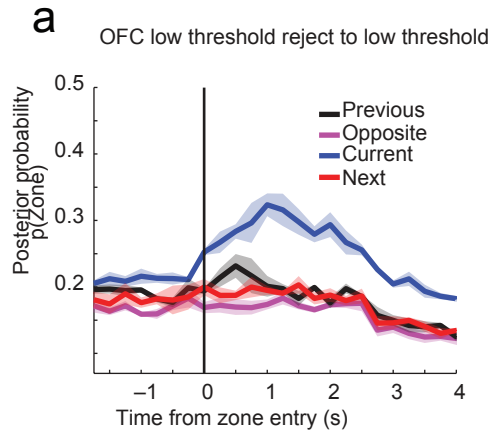 a
OFC low threshold reject to low threshold
Posterior probability
p(Zone)
0.5
0.4
0.3
0.2
Previous
Opposite
Current
Next
–1 0 1 2 3 4
Time from zone entry (s)